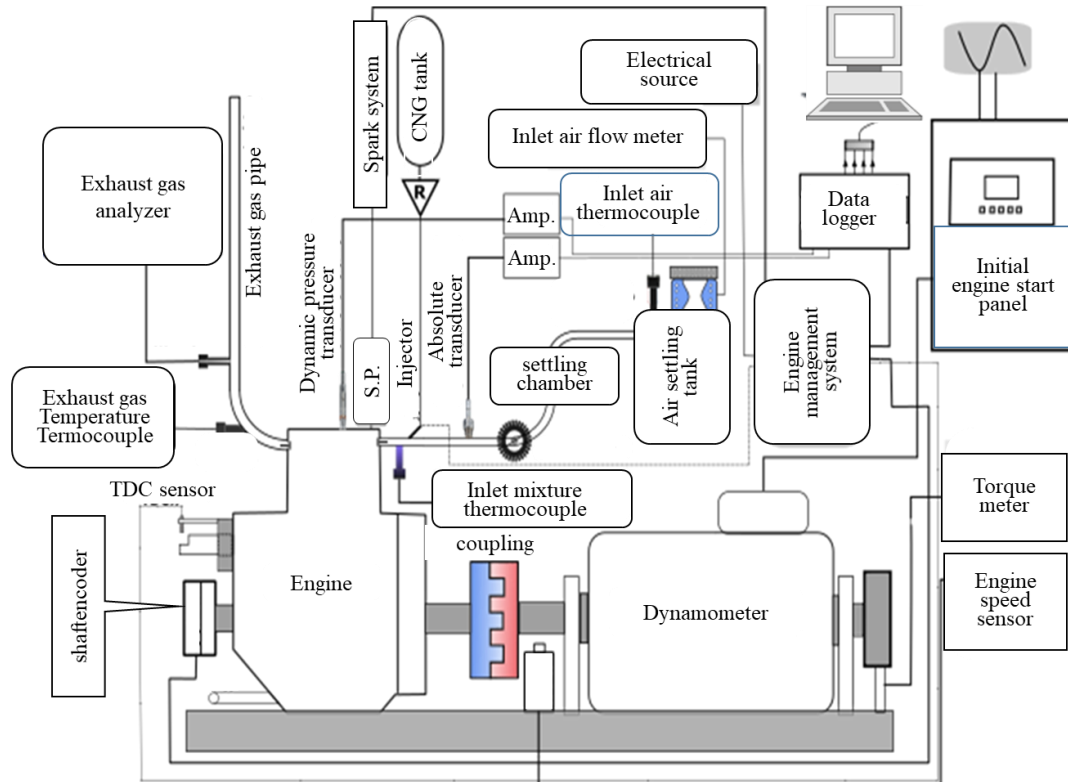 Spark system
CNG tank
R
Electrical
source
Inlet air flow meter
Inlet air
thermocouple
Amp.
Amp.
Data
logger
Initial
engine start
panel
Exhaust gas
analyzer
Exhaust gas pipe
Dynamic pressure
transducer
S.P.
Injector
Absolute
transducer
settling
chamber
Air settling
tank
Engine
management
system
Exhaust gas
Temperature
Termocouple
TDC sensor
Inlet mixture
thermocouple
coupling
Torque
meter
shaftencoder
Engine
Dynamometer
Engine
speed
sensor